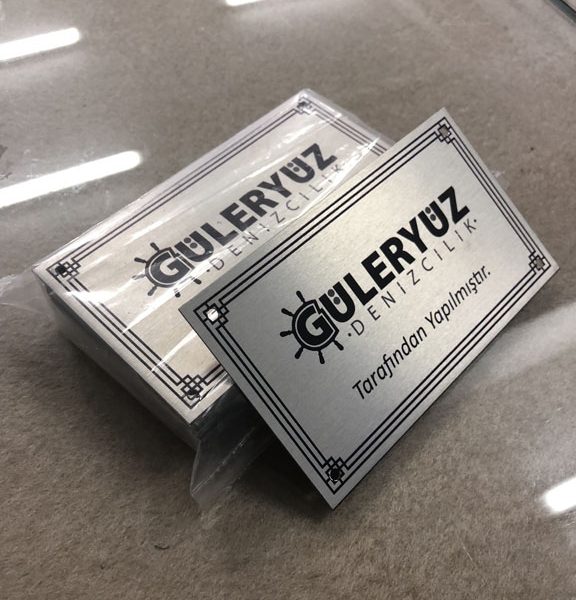 GÜLERYÜZ
·DENİZCİLİK·
GÜLERYÜZ
·DENİZCİLİK·
Tarafından Yapılmıştır.